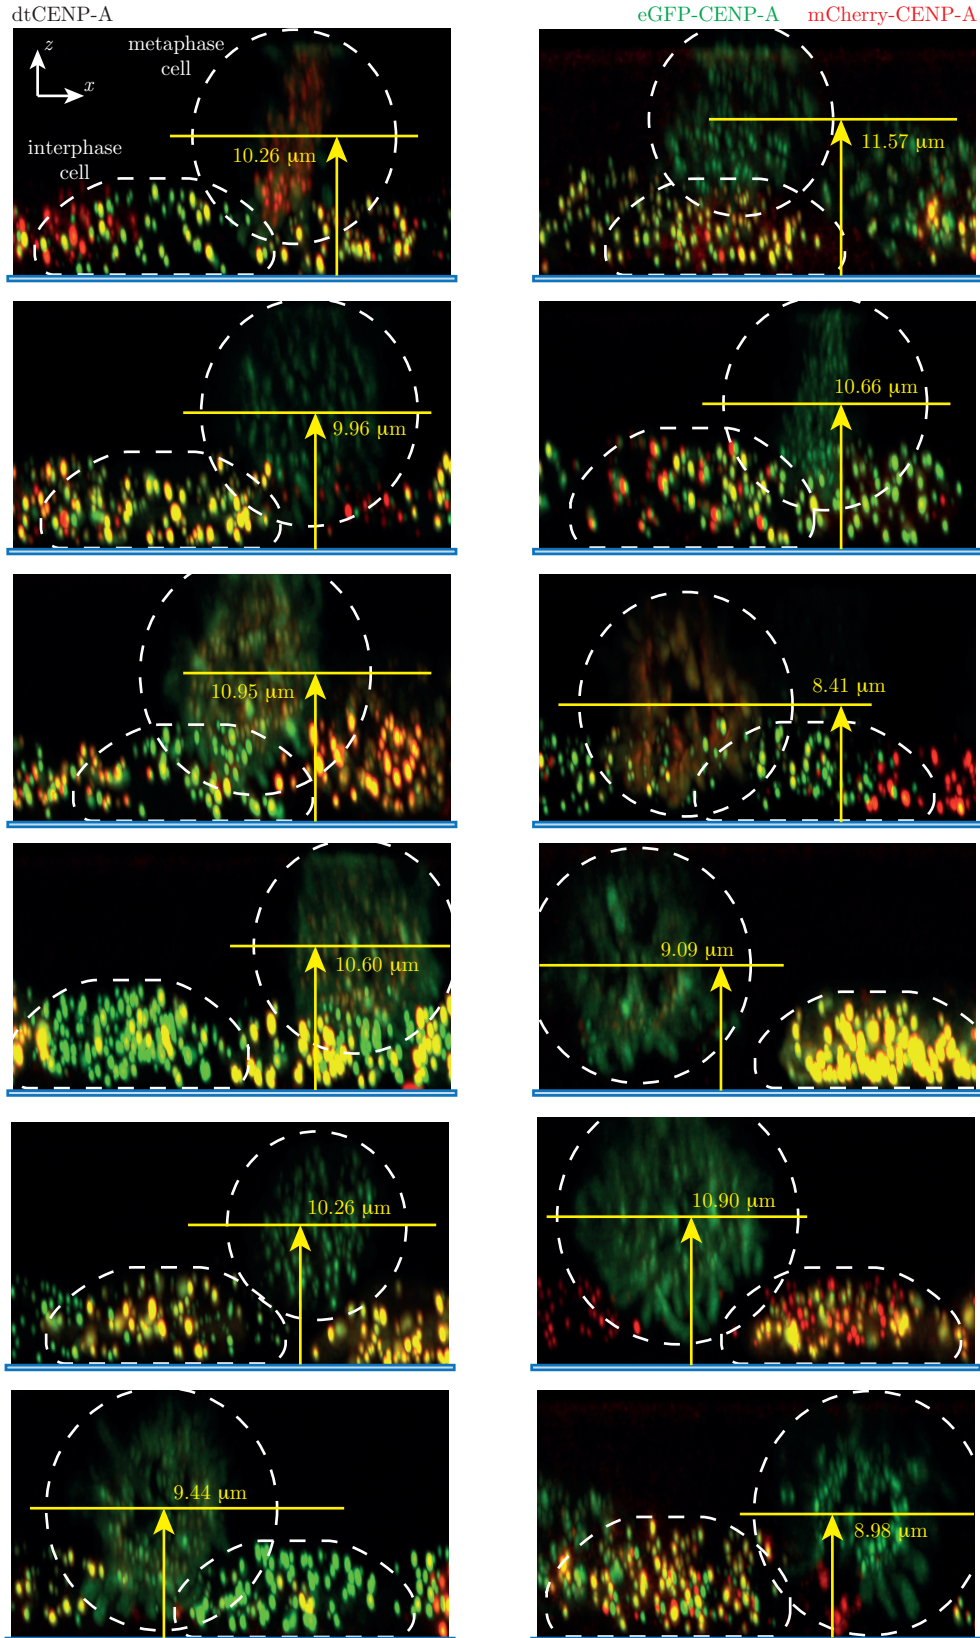 dtCENP-A
eGFP-CENP-A mCherry-CENP-A
z
x
metaphase
cell
interphase
cell
10.26 µm
11.57 µm
9.96 µm
10.66 µm
10.95 µm
8.41 µm
10.60 µm
9.09 µm
10.26 µm
10.90 µm
9.44 µm
8.98 µm